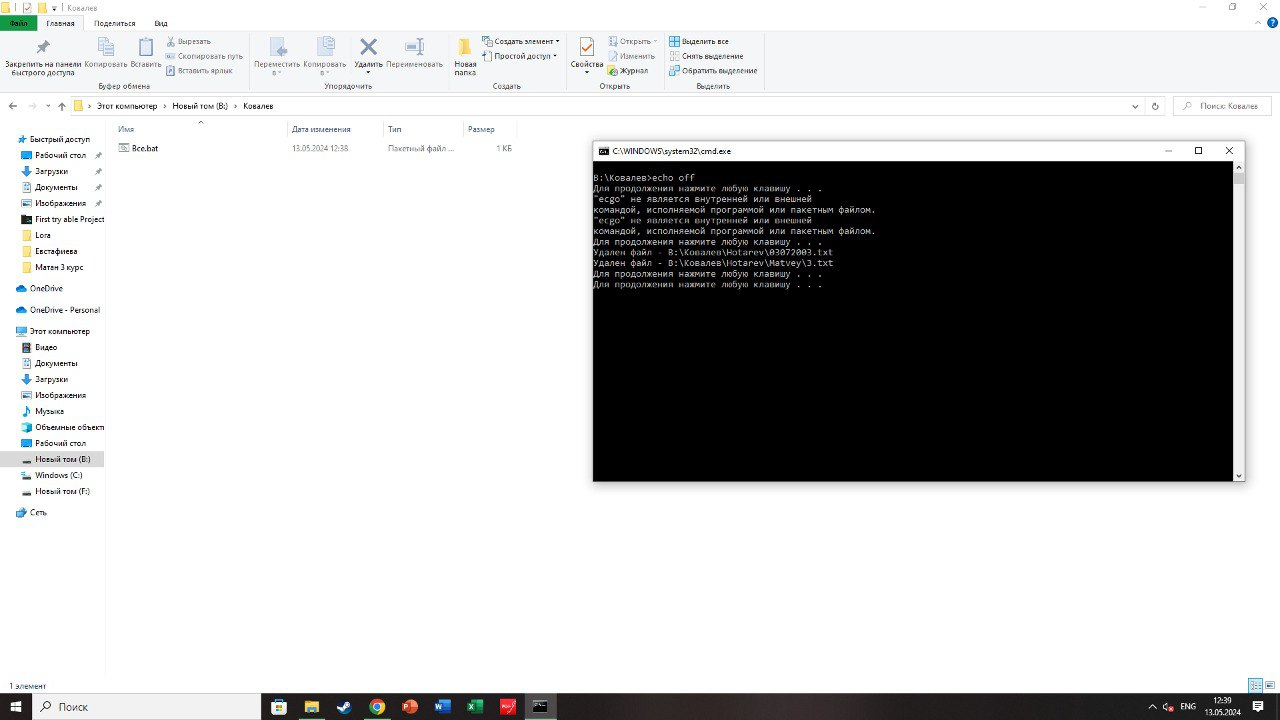 Ковалев
Файл Главная Поделиться Вид
Закрепить на панели быстрого доступа
Копировать
Вставить
Вырезать
Скопировать путь
Вставить ярлык
Буфер обмена
Переместить в
Копировать в
Удалить
Переименовать
Упорядочить
Новая папка
Создать элемент
Простой доступ
Создать
Свойства
Открыть
Изменить
Журнал
Открыть
Выделить все
Снять выделение
Обратить выделение
Выделить
Этот компьютер > Новый том (B:) > Ковалев
Поиск: Ковалев
Имя Дата изменения Тип Размер
Все.bat 13.05.2024 12:38 Пакетный файл ... 1 КБ
Быстрый доступ
Рабочий стол
Загрузки
Документы
Изображения
First try able Project
Lora
Евстафиева
Матан 3 курс
OneDrive
OneDrive - Personal
Этот компьютер
Видео
Документы
Загрузки
Изображения
Музыка
Объемные объект
Рабочий стол
Новый том (B:)
Windows (C:)
Новый том (F:)
Сеть
C:\WINDOWS\system32\cmd.exe
B:\Ковалев>echo off
Для продолжения нажмите любую клавишу . . .
"ecgo" не является внутренней или внешней
командой, исполняемой программой или пакетным файлом.
"ecgo" не является внутренней или внешней
командой, исполняемой программой или пакетным файлом.
Для продолжения нажмите любую клавишу . . .
Удален файл - B:\Ковалев\Hotarev\03072003.txt
Удален файл - B:\Ковалев\Hotarev\Matvey\3.txt
Для продолжения нажмите любую клавишу . . .
Для продолжения нажмите любую клавишу . . .
1 элемент
Поиск
ENG
12:39
13.05.2024